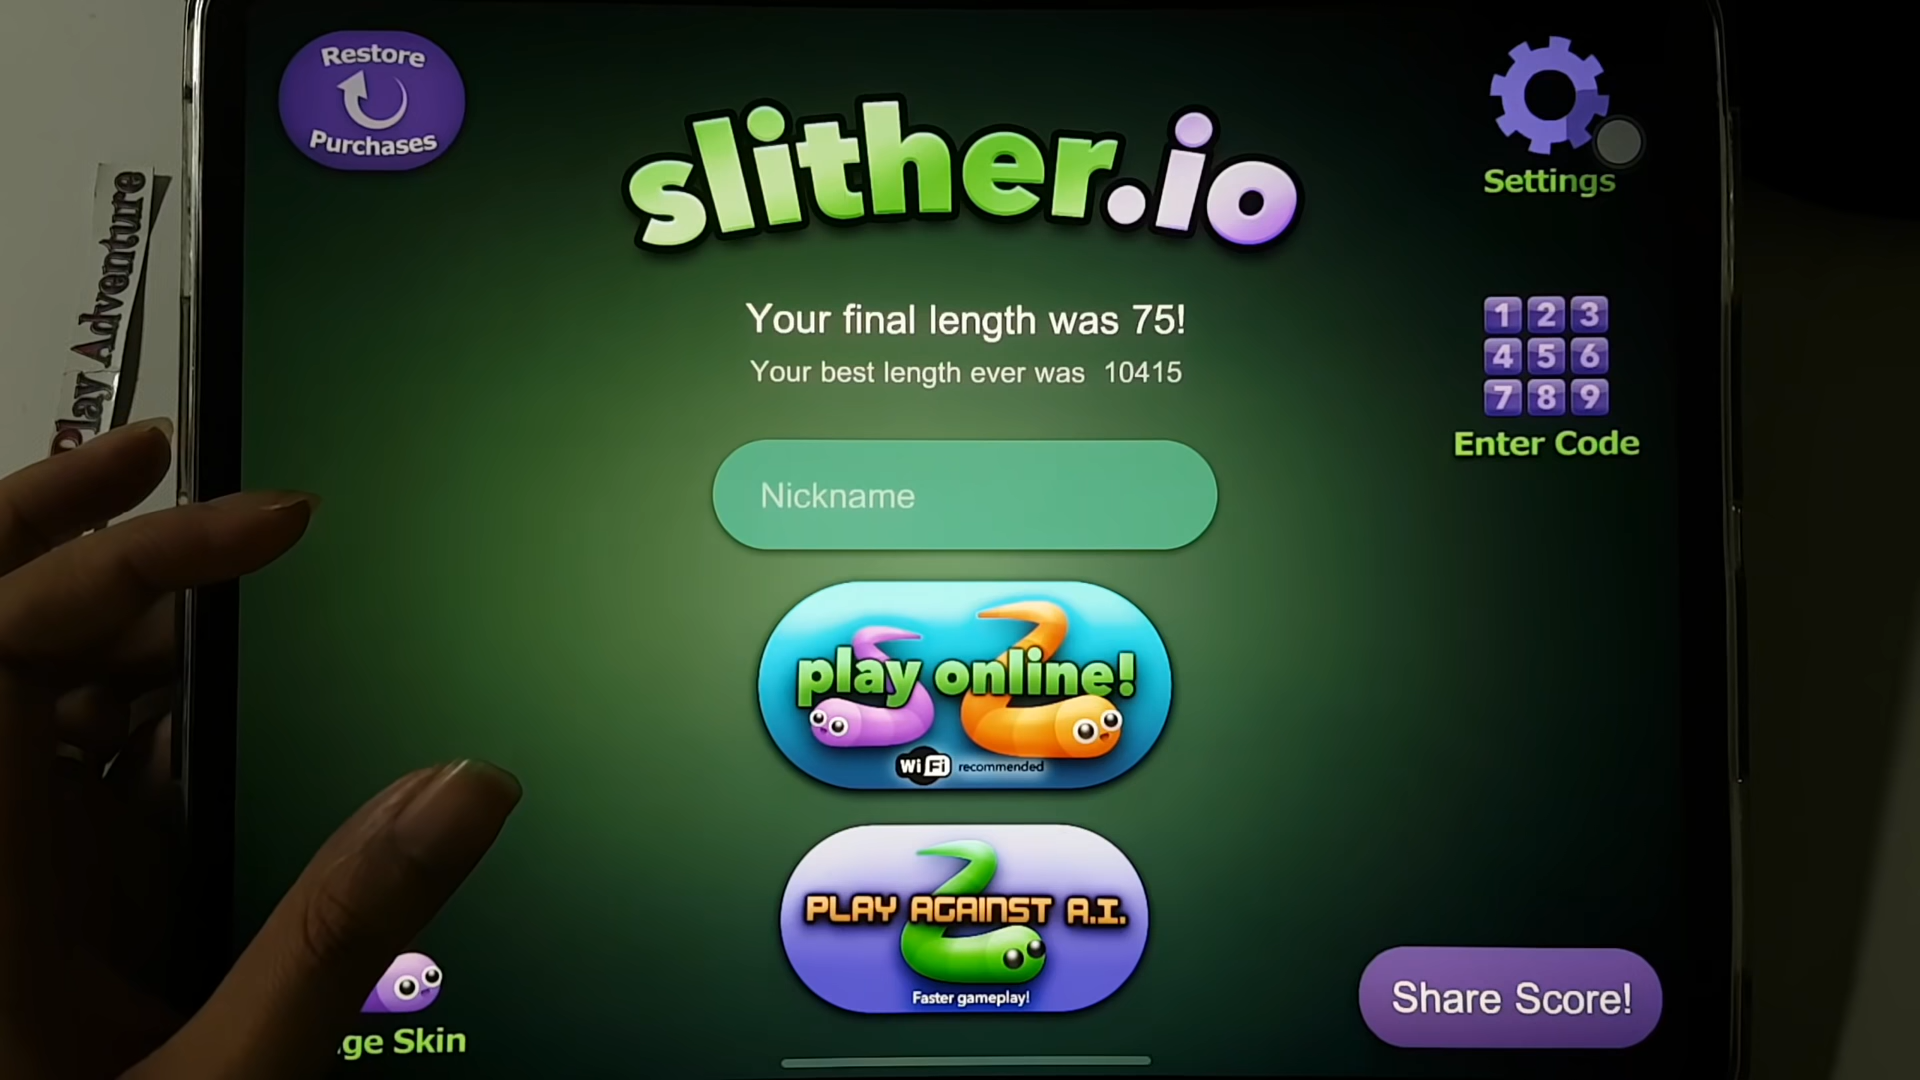 Restore
Purchases
slither.io
Settings
Play Adventure
Your final length was 75!
Your best length ever was 10415
1 2 3
4 5 6
7 8 9
Enter Code
Nickname
play online!
Wi Fi recommended
PLAY AGAINST A.I.
Faster gameplay!
ge Skin
Share Score!